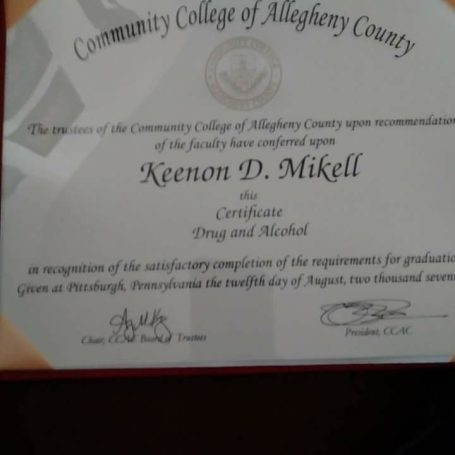 Community College of Allegheny County
The trustees of the Community College of Allegheny County upon recommendation
of the faculty have conferred upon
Keenon D. Mikell
this
Certificate
Drug and Alcohol
in recognition of the satisfactory completion of the requirements for graduatio
Given at Pittsburgh, Pennsylvania the twelfth day of August, two thousand seven
Chair, CCAC Board of Trustees
President, CCAC